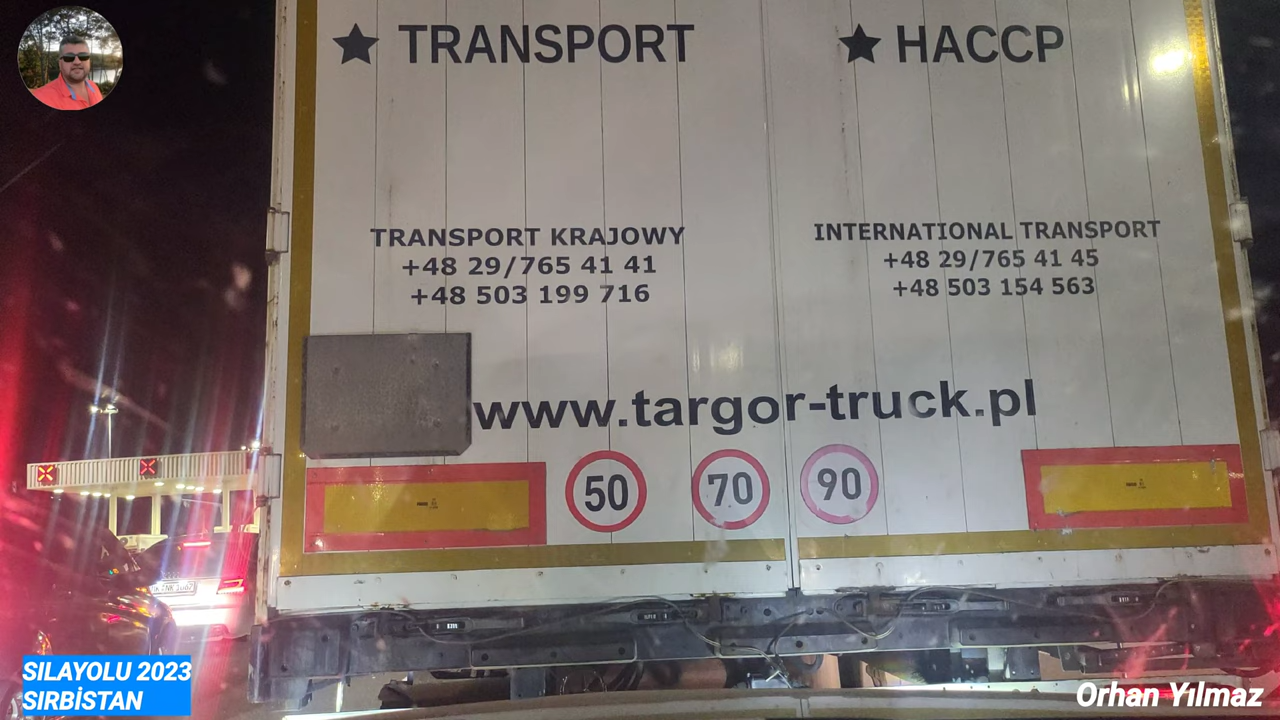 ★ TRANSPORT
★ HACCP
TRANSPORT KRAJOWY
+48 29/765 41 41
+48 503 199 716
INTERNATIONAL TRANSPORT
+48 29/765 41 45
+48 503 154 563
www.targor-truck.pl
50
70
90
SILAYOLU 2023
SIRBİSTAN
Orhan Yılmaz